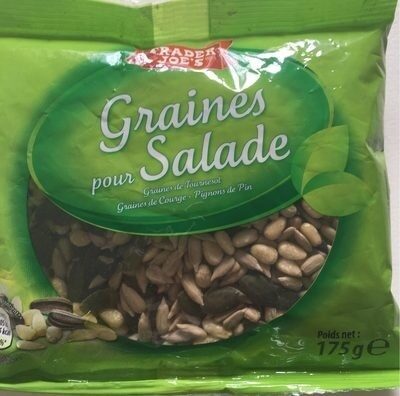 TRADER
JOE'S
Graines
pour Salade
Graines de Tournesol
Graines de Courge - Pignons de Pin
Poids net :
175g e